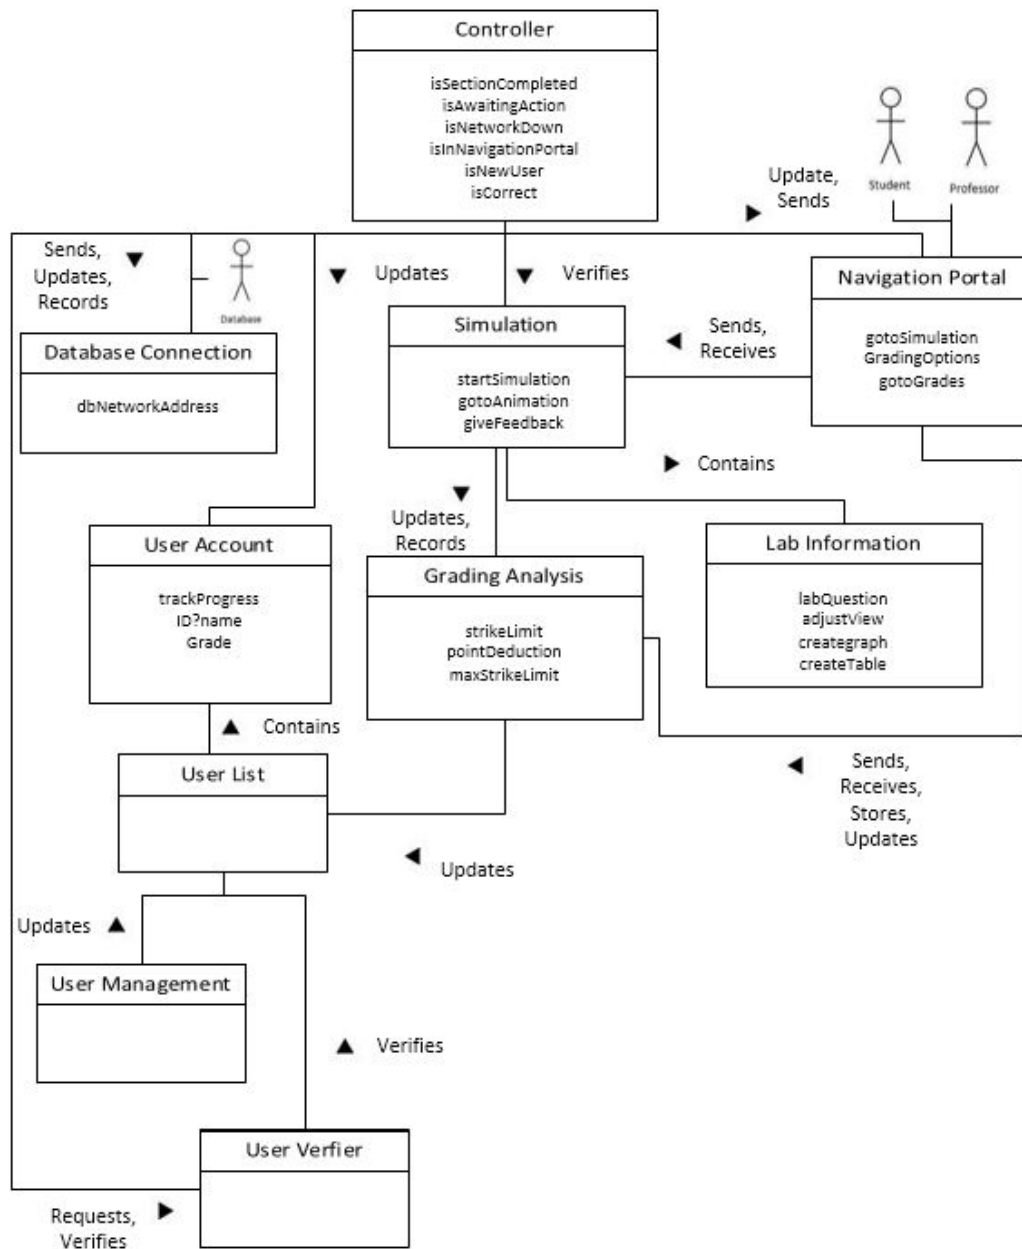 Controller
isSectionCompleted
isAwaitingAction
isNetworkDown
isInNavigationPortal
isNewUser
isCorrect
Student
Professor
Update,
Sends
Sends,
Updates,
Records
Database
Updates
Verifies
Navigation Portal
gotoSimulation
GradingOptions
gotoGrades
Database Connection
dbNetworkAddress
Simulation
startSimulation
gotoAnimation
giveFeedback
Sends,
Receives
Contains
Updates,
Records
User Account
trackProgress
ID?name
Grade
Grading Analysis
strikeLimit
pointDeduction
maxStrikeLimit
Lab Information
labQuestion
adjustView
creategraph
createTable
Contains
User List
Sends,
Receives,
Stores,
Updates
Updates
Updates
User Management
Verifies
User Verfier
Requests,
Verifies